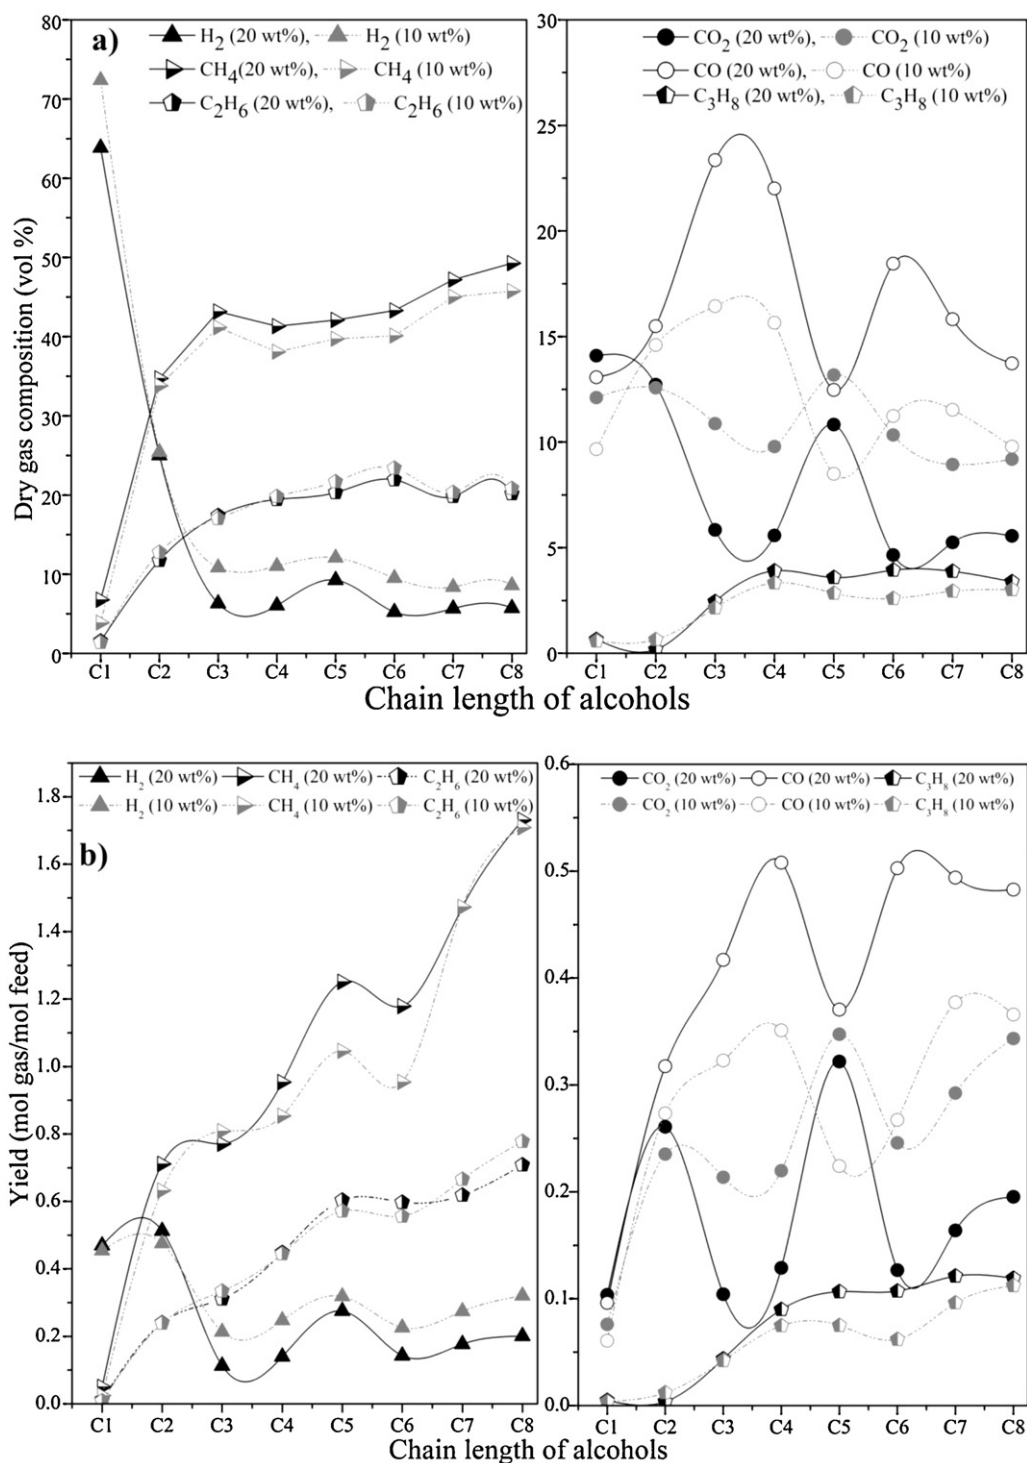 a)
H₂ (20 wt%), H₂ (10 wt%)
CH₄(20 wt%), CH₄ (10 wt%)
C₂H₆ (20 wt%), C₂H₆ (10 wt%)
CO₂ (20 wt%), CO₂ (10 wt%)
CO (20 wt%), CO (10 wt%)
C₃H₈ (20 wt%), C₃H₈ (10 wt%)
Dry gas composition (vol %)
80
70
60
50
40
30
20
10
0
30
25
20
15
10
5
0
C1 C2 C3 C4 C5 C6 C7 C8
C1 C2 C3 C4 C5 C6 C7 C8
Chain length of alcohols
b)
H₂ (20 wt%) CH₄ (20 wt%) C₂H₆ (20 wt%)
H₂ (10 wt%) CH₄ (10 wt%) C₂H₆ (10 wt%)
CO₂ (20 wt%) CO (20 wt%) C₃H₈ (20 wt%)
CO₂ (10 wt%) CO (10 wt%) C₃H₈ (10 wt%)
Yield (mol gas/mol feed)
1.8
1.6
1.4
1.2
1.0
0.8
0.6
0.4
0.2
0.0
0.6
0.5
0.4
0.3
0.2
0.1
0.0
C1 C2 C3 C4 C5 C6 C7 C8
C1 C2 C3 C4 C5 C6 C7 C8
Chain length of alcohols